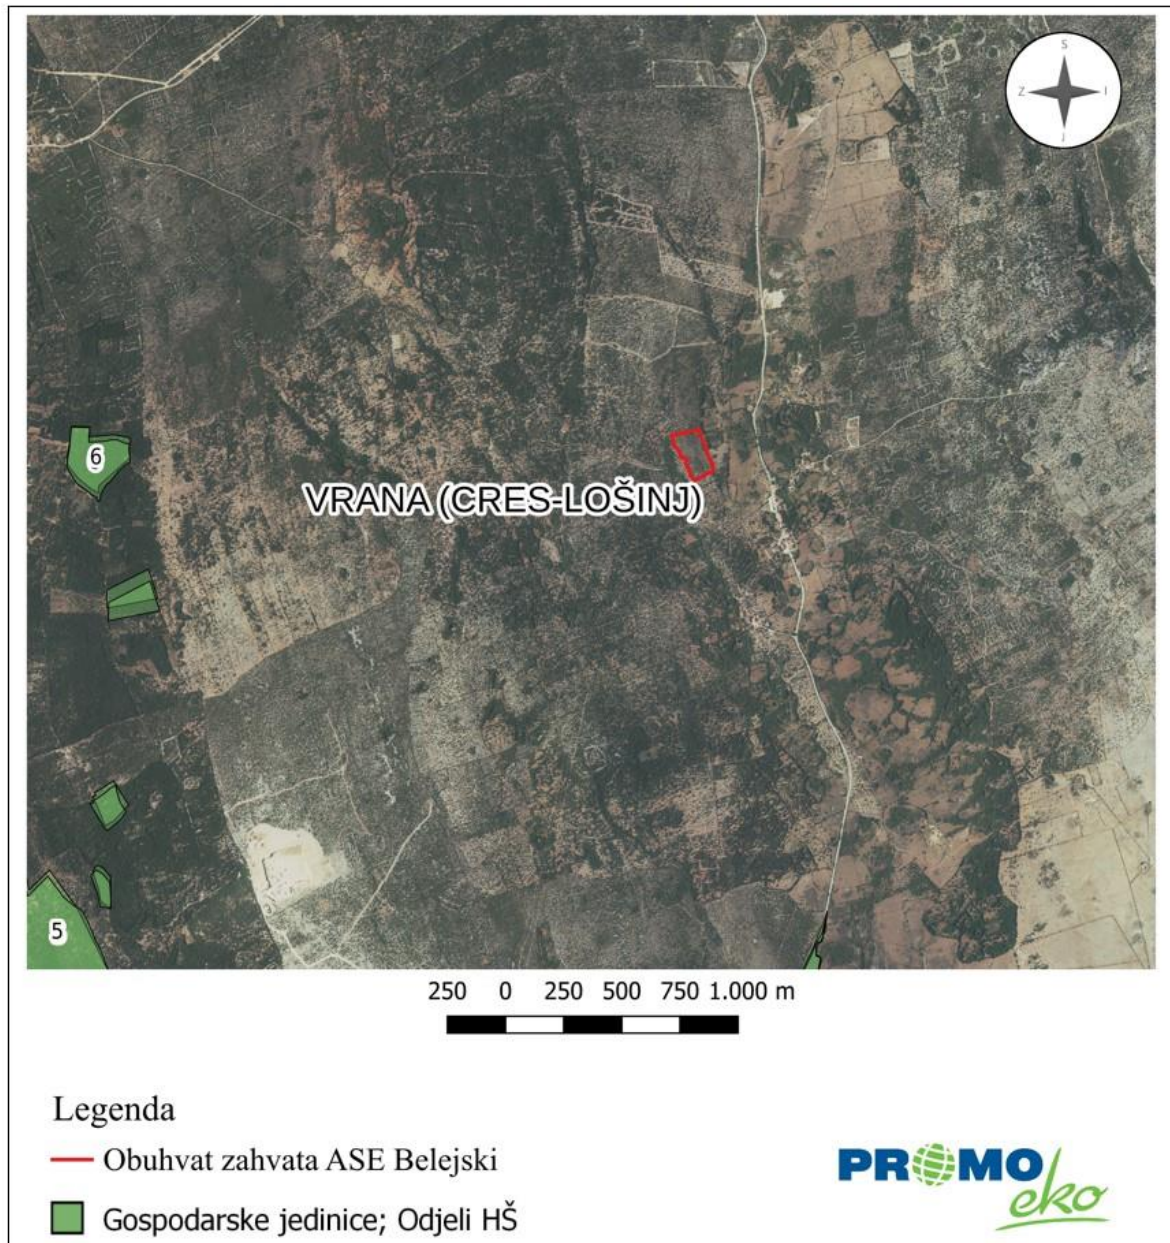 S
Z I
J
6
VRANA (CRES-LOŠINJ)
5
250 0 250 500 750 1.000 m
Legenda
Obuhvat zahvata ASE Belejski
Gospodarske jedinice; Odjeli HŠ
PROMO
eko